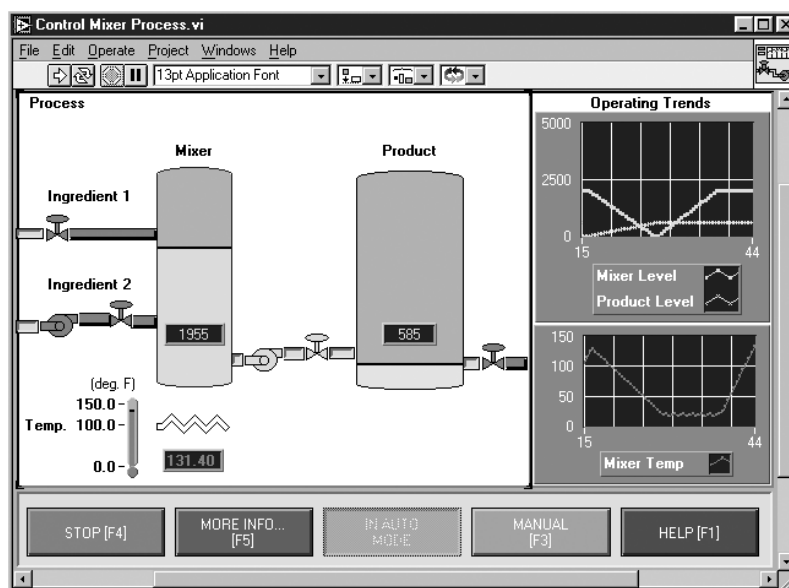 Control Mixer Process.vi
File Edit Operate Project Windows Help
13pt Application Font
Process
Mixer
Product
Ingredient 1
Ingredient 2
1955
585
(deg. F)
150.0
Temp. 100.0
0.0
131.40
Operating Trends
5000
2500
0
15 44
Mixer Level
Product Level
150
100
50
0
15 44
Mixer Temp
STOP [F4]
MORE INFO...
[F5]
IN AUTO
MODE
MANUAL
[F3]
HELP [F1]